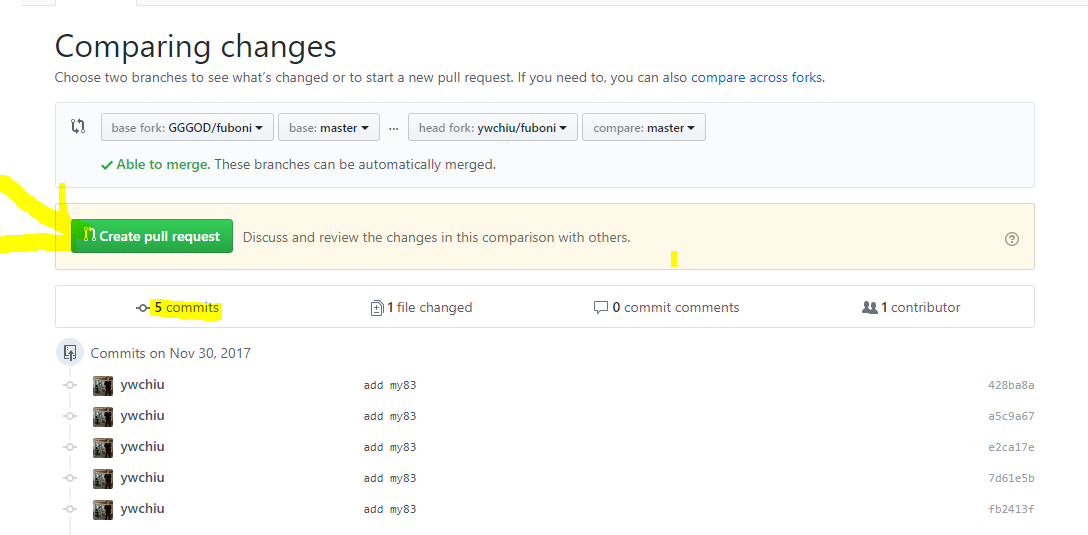 Comparing changes
Choose two branches to see what's changed or to start a new pull request. If you need to, you can also compare across forks.
base fork: GGGOD/fuboni base: master ... head fork: ywchiu/fuboni compare: master
Able to merge. These branches can be automatically merged.
Create pull request Discuss and review the changes in this comparison with others.
5 commits 1 file changed 0 commit comments 1 contributor
Commits on Nov 30, 2017
ywchiu add my83 428ba8a
ywchiu add my83 a5c9a67
ywchiu add my83 e2ca17e
ywchiu add my83 7d61e5b
ywchiu add my83 fb2413f